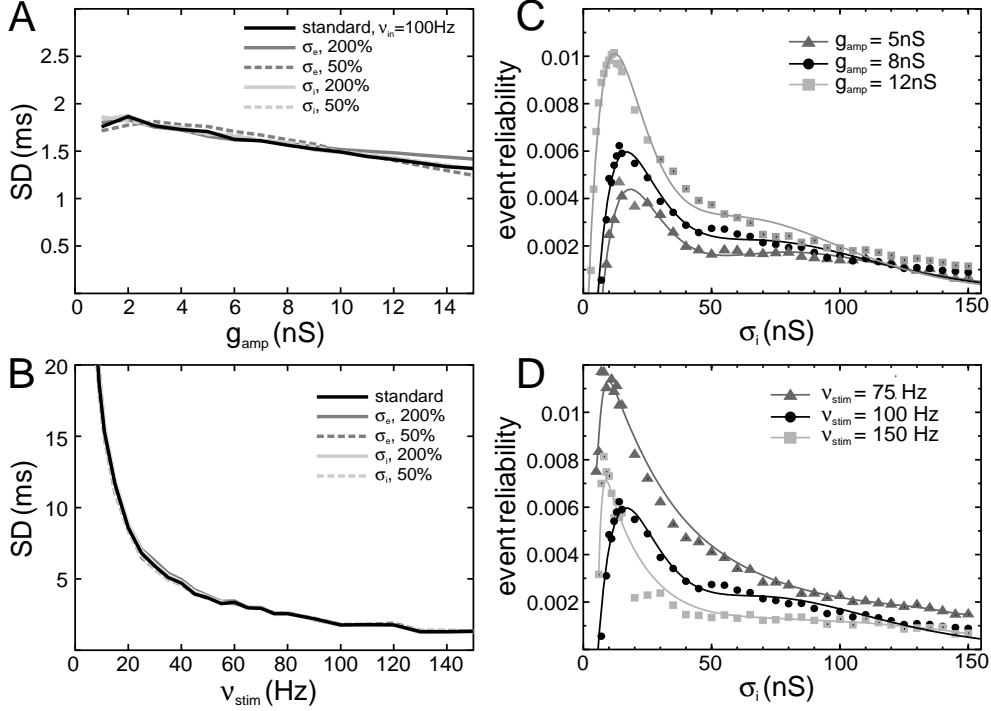 A
2.5
2
1.5
1
0.5
SD (ms)
0 2 4 6 8 10 12 14
g_amp (nS)
standard, ν_in=100Hz
σ_e, 200%
σ_e, 50%
σ_i, 200%
σ_i, 50%
C
0.01
0.008
0.006
0.004
0.002
event reliability
0 50 100 150
σ_i (nS)
g_amp = 5nS
g_amp = 8nS
g_amp = 12nS
B
20
15
10
5
SD (ms)
0 20 40 60 80 100 120 140
ν_stim (Hz)
standard
σ_e, 200%
σ_e, 50%
σ_i, 200%
σ_i, 50%
D
0.01
0.008
0.006
0.004
0.002
event reliability
0 50 100 150
σ_i (nS)
ν_stim = 75 Hz
ν_stim = 100 Hz
ν_stim = 150 Hz